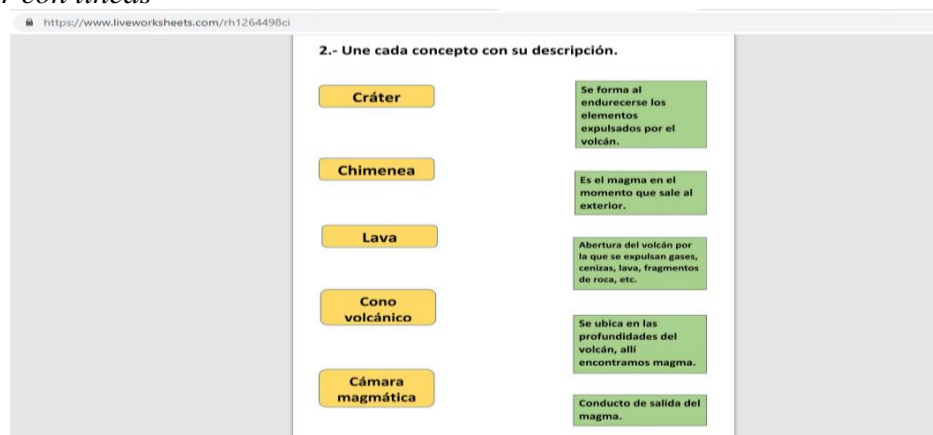 r con líneas
https://www.liveworksheets.com/rh1264498ci
2.- Une cada concepto con su descripción.
Cráter
Se forma al
endurecerse los
elementos
expulsados por el
volcán.
Chimenea
Es el magma en el
momento que sale al
exterior.
Lava
Abertura del volcán por
la que se expulsan gases,
cenizas, lava, fragmentos
de roca, etc.
Cono
volcánico
Se ubica en las
profundidades del
volcán, allí
encontramos magma.
Cámara
magmática
Conducto de salida del
magma.